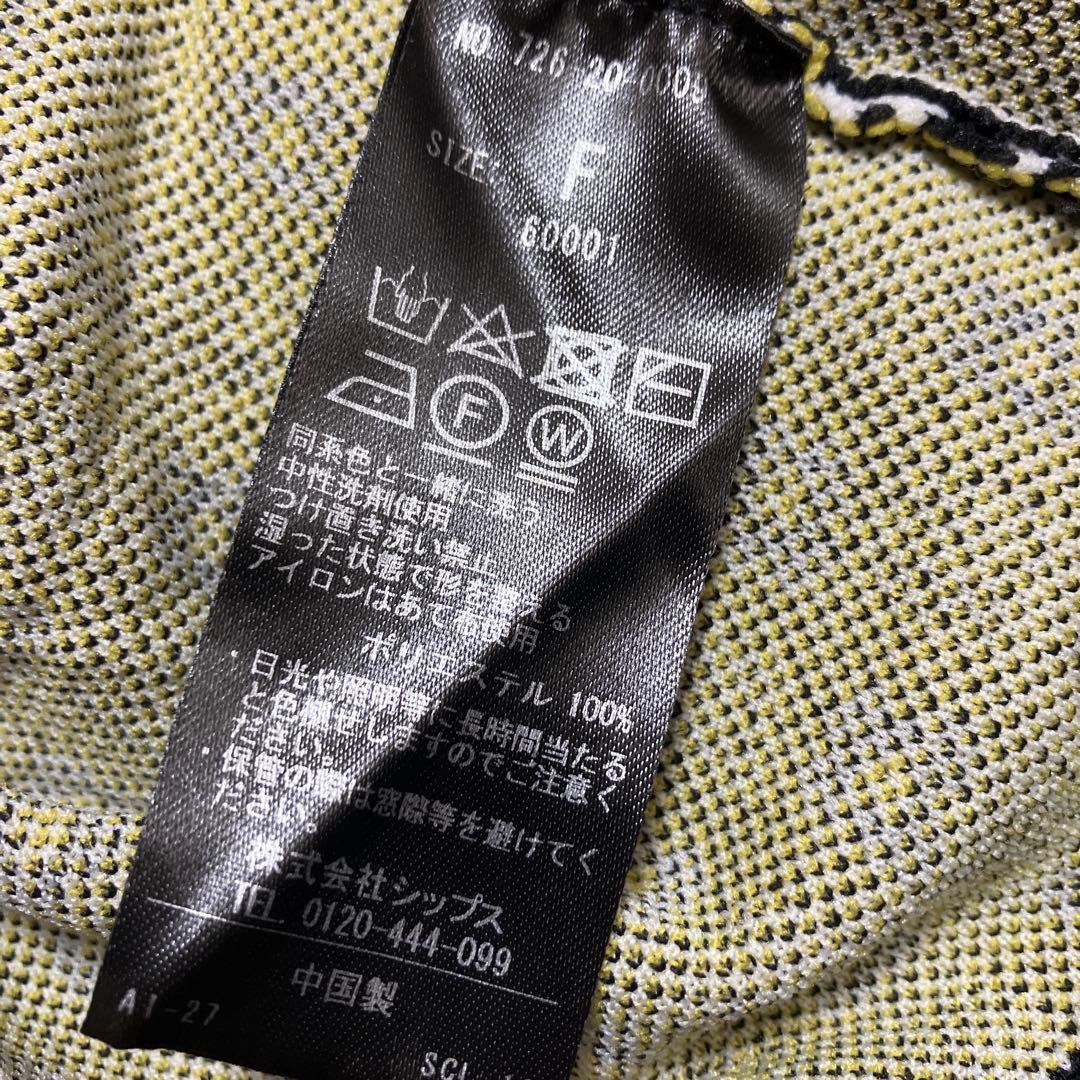 NO. 726-20-0009
SIZE: F
60001
F W
同系色と一緒に洗う
中性洗剤使用
つけ置き洗い禁止
湿った状態で形を整える
アイロンはあて布使用
ポリエステル 100%
・日光や照明等に長時間当たる
と色褪せしますのでご注意く
ださい。
・保管の際は窓際等を避けてく
ださい。
株式会社シップス
TEL 0120-444-099
中国製